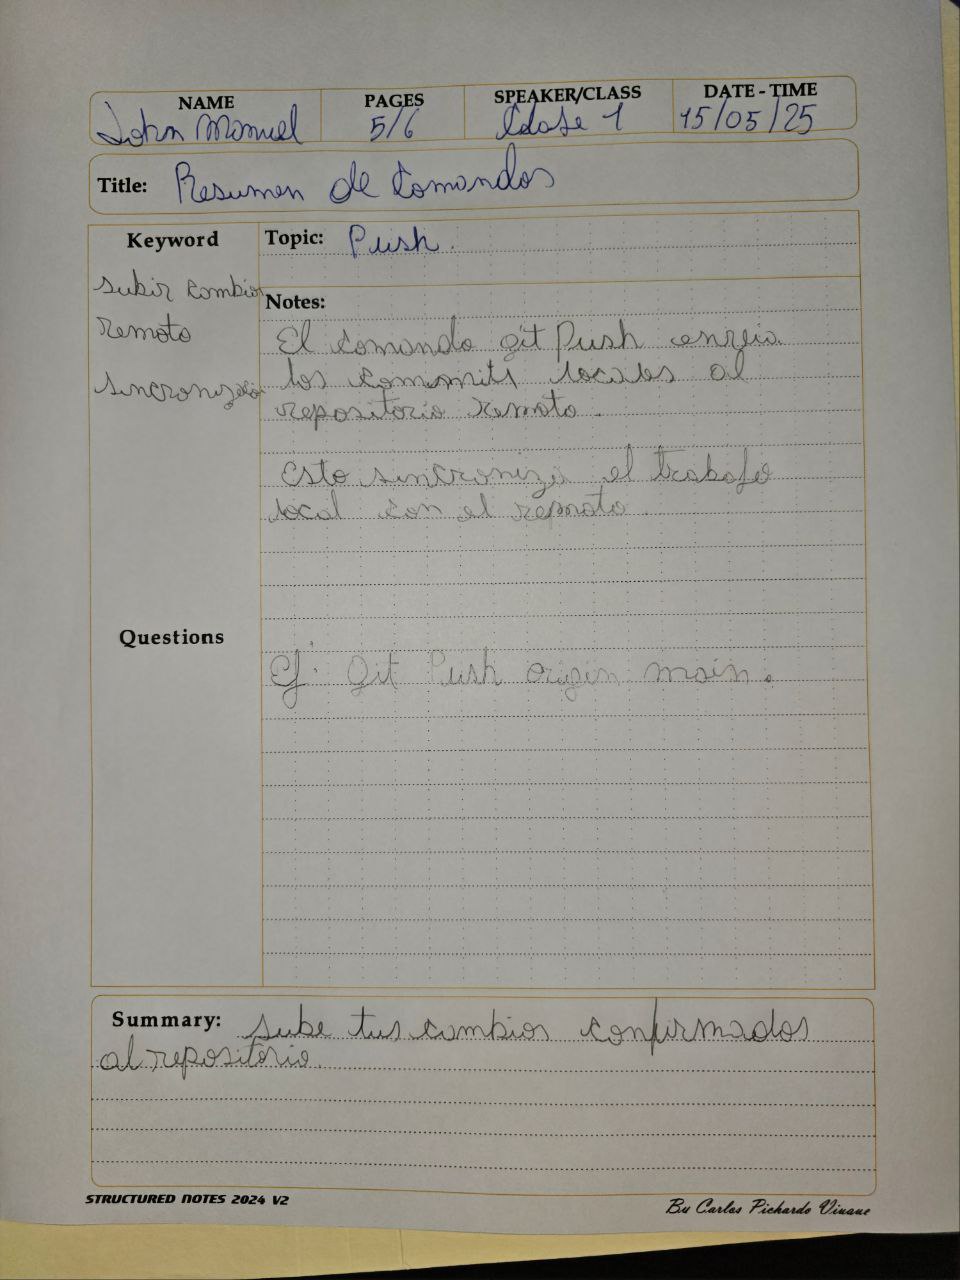 NAME PAGES SPEAKER/CLASS DATE - TIME
John Manuel 5/6 Clase 1 15/05/25
Title: Resumen de Comandos
Keyword
Topic: Push.
subir cambios
remoto
sincronización
Notes:
El comando git Push envia
los commits locales al
repositorio remoto.
Esto sincroniza el trabajo
local con el remoto.
Questions
Ej: Git Push origin main.
Summary: sube tus cambios confirmados
al repositorio.
STRUCTURED NOTES 2024 V2
By Carlos Pichardo Viuque